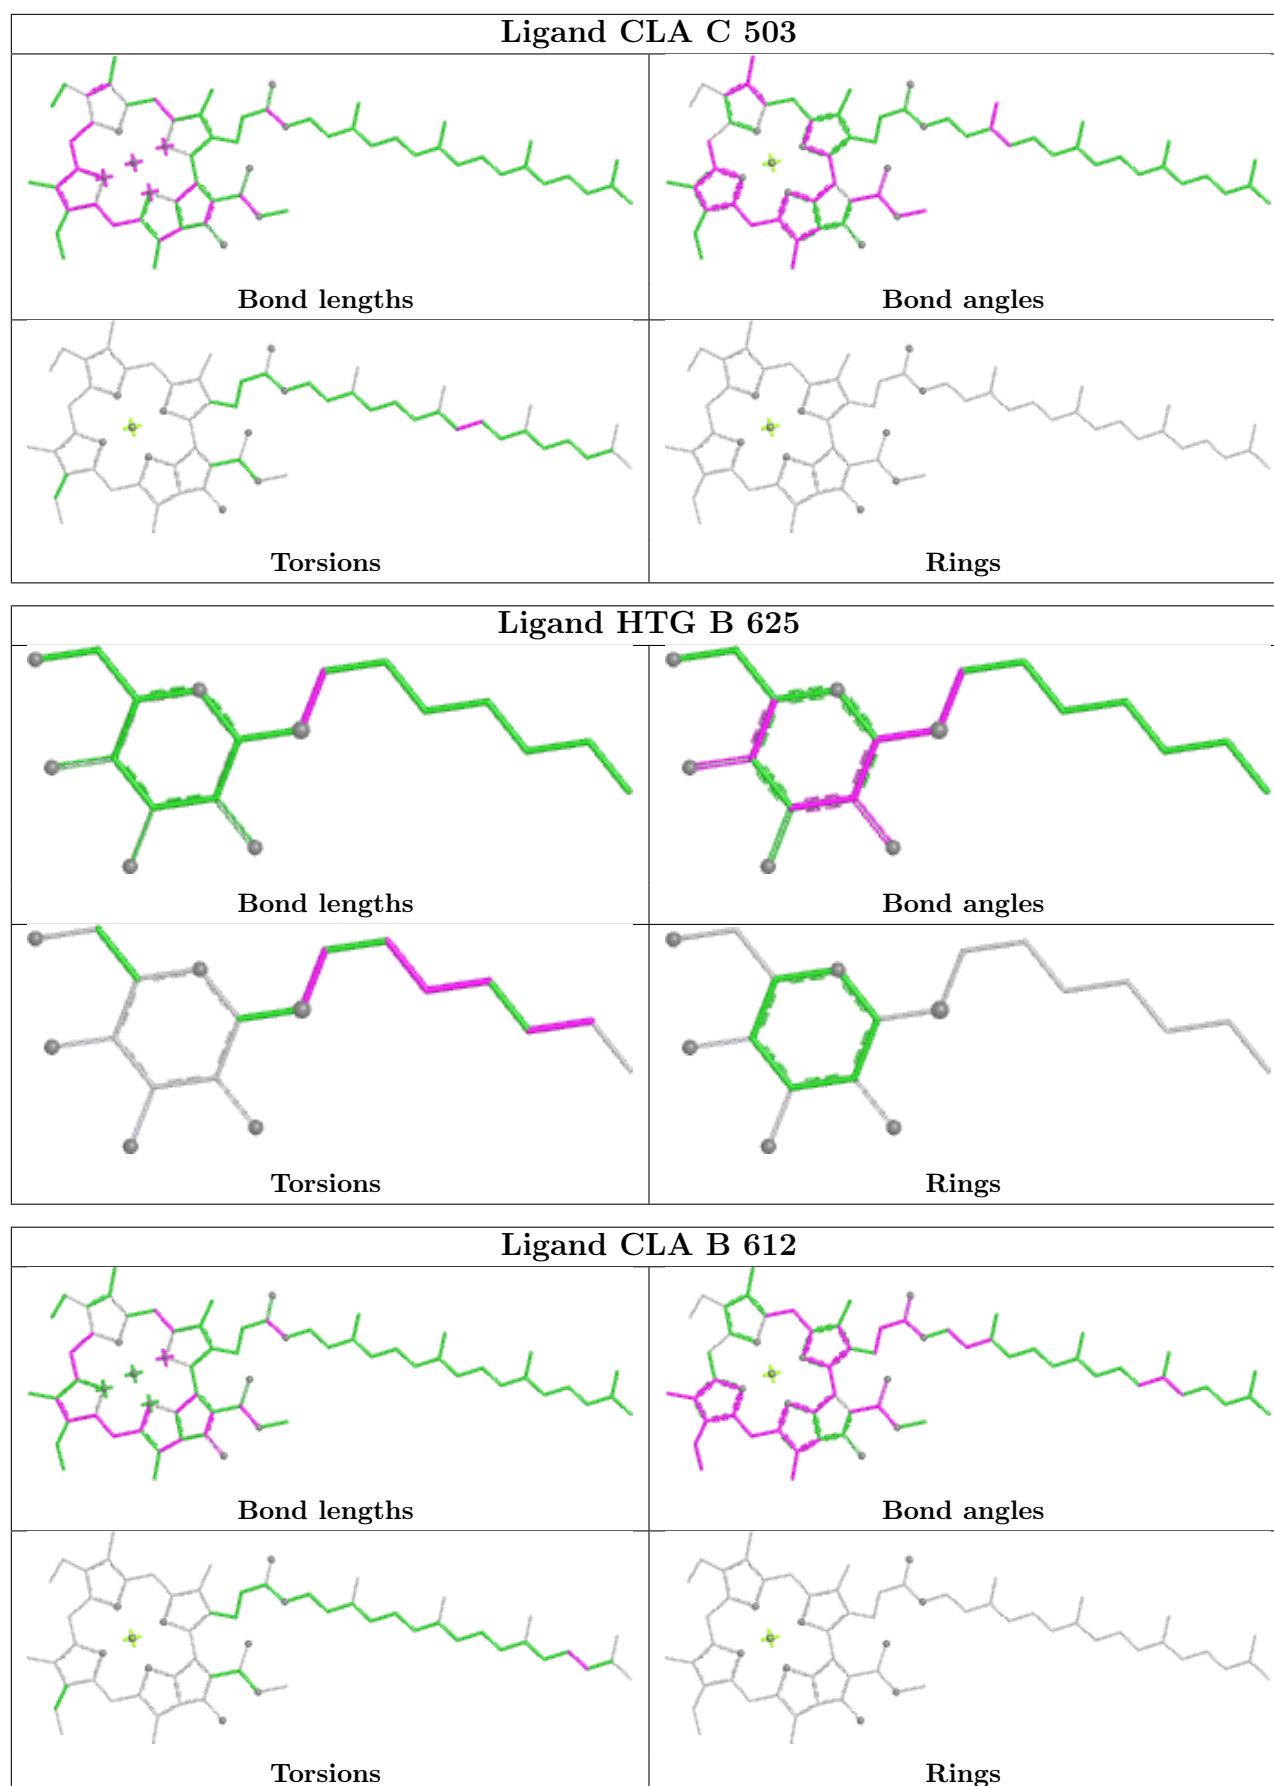 Ligand CLA C 503
Bond lengths
Bond angles
Torsions
Rings
Ligand HTG B 625
Bond lengths
Bond angles
Torsions
Rings
Ligand CLA B 612
Bond lengths
Bond angles
Torsions
Rings